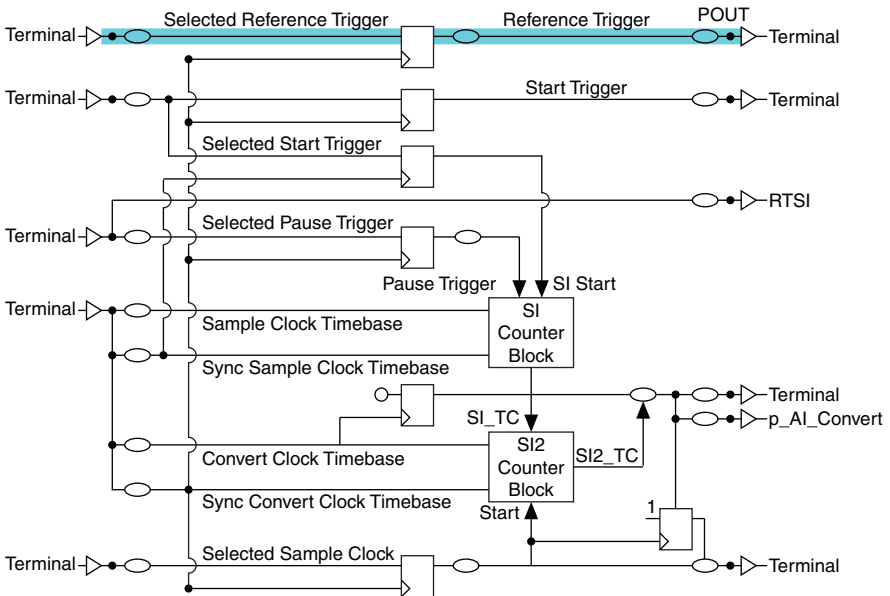 Selected Reference Trigger
Reference Trigger
POUT
Terminal
Terminal
Terminal
Start Trigger
Terminal
Selected Start Trigger
RTSI
Selected Pause Trigger
Terminal
Pause Trigger
SI Start
Terminal
Sample Clock Timebase
SI
Counter
Block
Sync Sample Clock Timebase
Terminal
SI_TC
p_AI_Convert
Convert Clock Timebase
SI2
Counter
Block
SI2_TC
Sync Convert Clock Timebase
Start
1
Selected Sample Clock
Terminal
Terminal